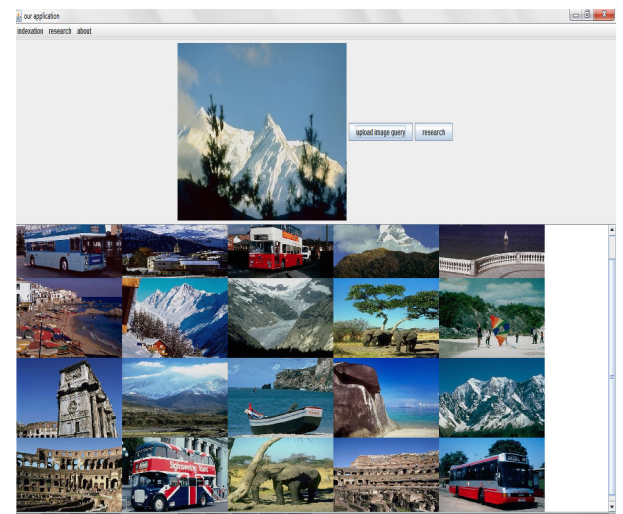 our application
indexation research about
upload image query research
Sightseeing Tours